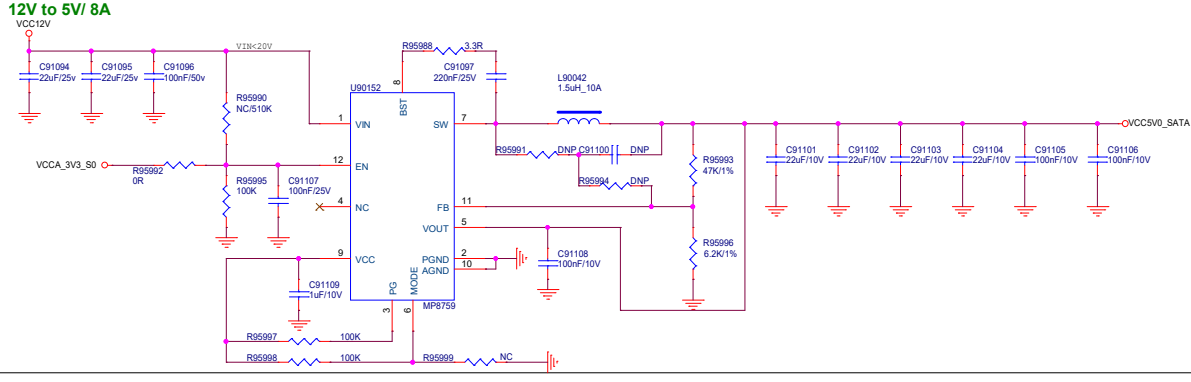 12V to 5V/ 8A
VCC12V
VIN<20V
C91094
22uF/25v
C91095
22uF/25v
C91096
100nF/50v
R95988
3.3R
C91097
220nF/25V
L90042
1.5uH_10A
U90152
8
BST
R95990
NC/510K
1
VIN
SW
7
VCC5V0_SATA
VCCA_3V3_S0
R95992
0R
12
EN
R95991
DNP
C91100
DNP
R95994
DNP
R95993
47K/1%
C91101
22uF/10V
C91102
22uF/10V
C91103
22uF/10V
C91104
22uF/10V
C91105
100nF/10V
C91106
100nF/10V
R95995
100K
C91107
100nF/25V
4
NC
FB
11
VOUT
5
R95996
6.2K/1%
9
VCC
PGND
2
AGND
10
C91108
100nF/10V
C91109
1uF/10V
PG
MODE
MP8759
3
6
R95997
100K
R95998
100K
R95999
NC